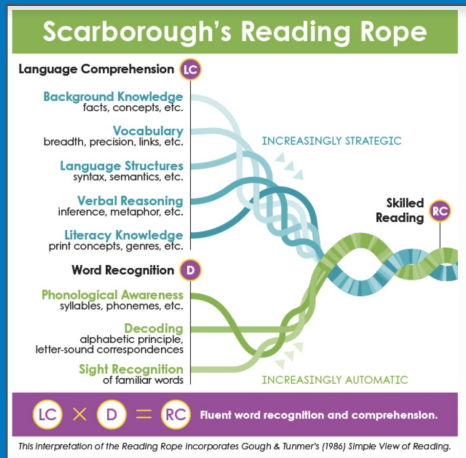 Scarborough's Reading Rope
Language Comprehension LC
Background Knowledge
facts, concepts, etc.
Vocabulary
breadth, precision, links, etc.
Language Structures
syntax, semantics, etc.
Verbal Reasoning
inference, metaphor, etc.
Literacy Knowledge
print concepts, genres, etc.
INCREASINGLY STRATEGIC
Skilled
Reading RC
Word Recognition D
Phonological Awareness
syllables, phonemes, etc.
Decoding
alphabetic principle,
letter-sound correspondences
Sight Recognition
of familiar words
INCREASINGLY AUTOMATIC
LC × D = RC Fluent word recognition and comprehension.
This interpretation of the Reading Rope incorporates Gough & Tunmer's (1986) Simple View of Reading.